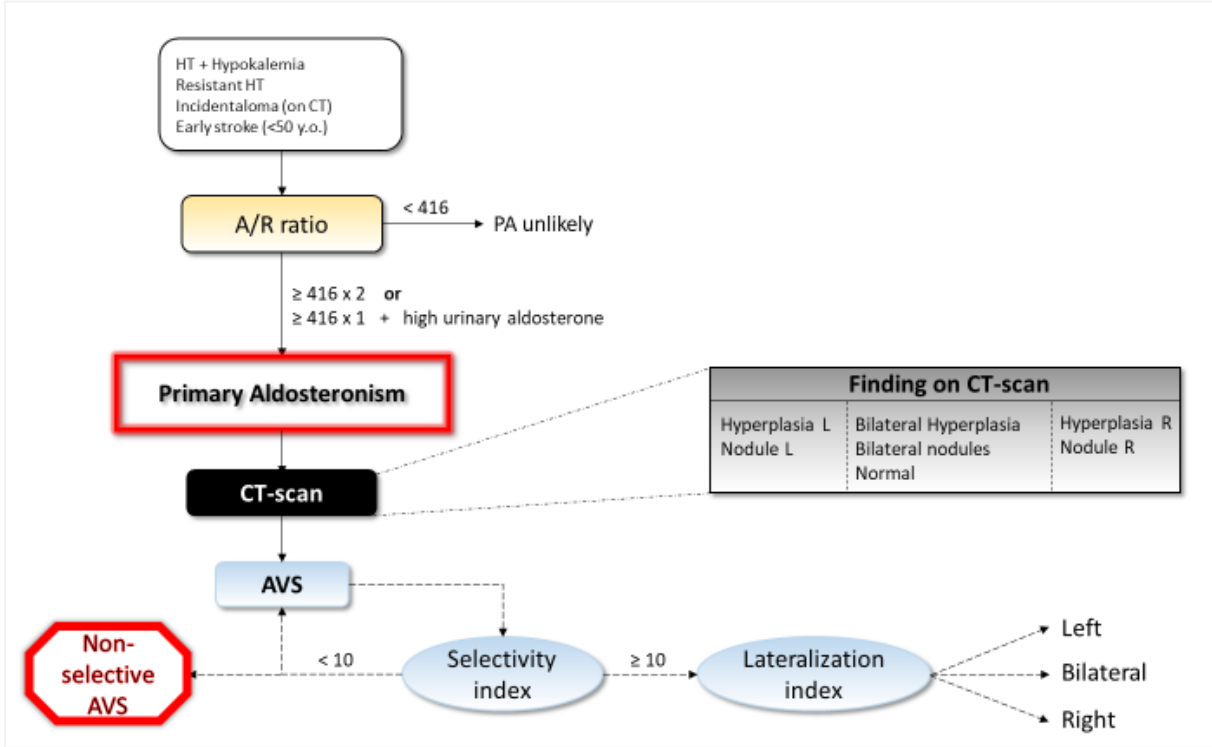 HT + Hypokalemia
Resistant HT
Incidentaloma (on CT)
Early stroke (<50 y.o.)
A/R ratio
< 416
PA unlikely
≥ 416 x 2 or
≥ 416 x 1 + high urinary aldosterone
Primary Aldosteronism
Finding on CT-scan
Hyperplasia L
Nodule L
Bilateral Hyperplasia
Bilateral nodules
Normal
Hyperplasia R
Nodule R
CT-scan
AVS
Non-
selective
AVS
< 10
Selectivity
index
≥ 10
Lateralization
index
Left
Bilateral
Right